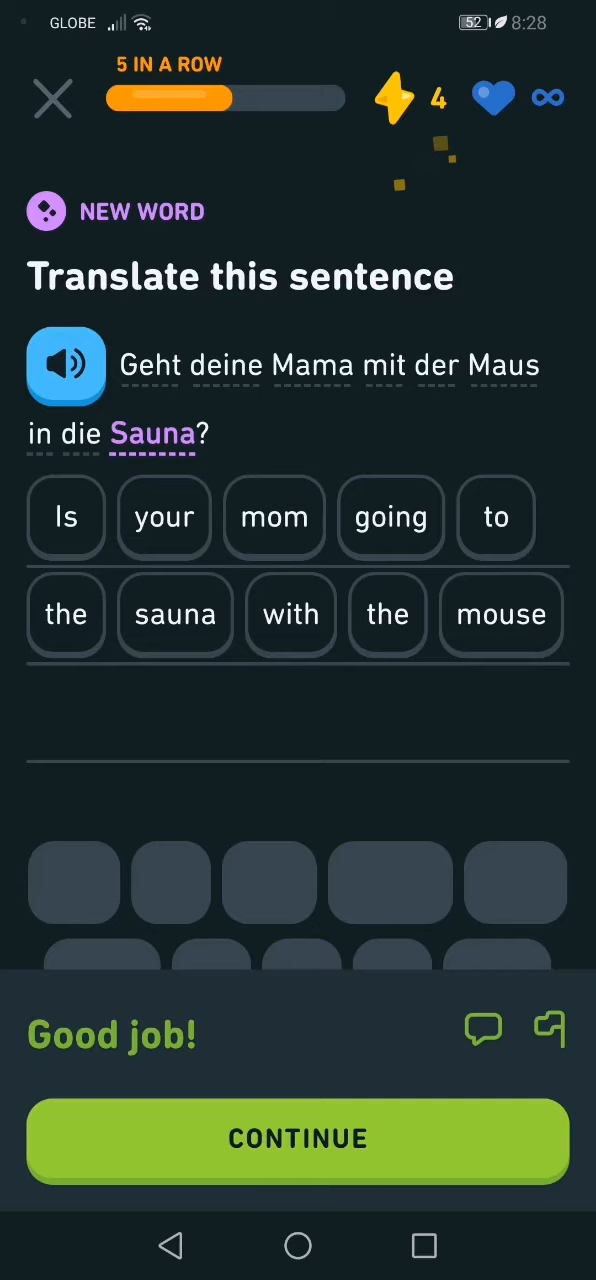 GLOBE 52 8:28
5 IN A ROW
4 ∞
NEW WORD
Translate this sentence
Geht deine Mama mit der Maus
in die Sauna?
Is your mom going to
the sauna with the mouse
Good job!
CONTINUE